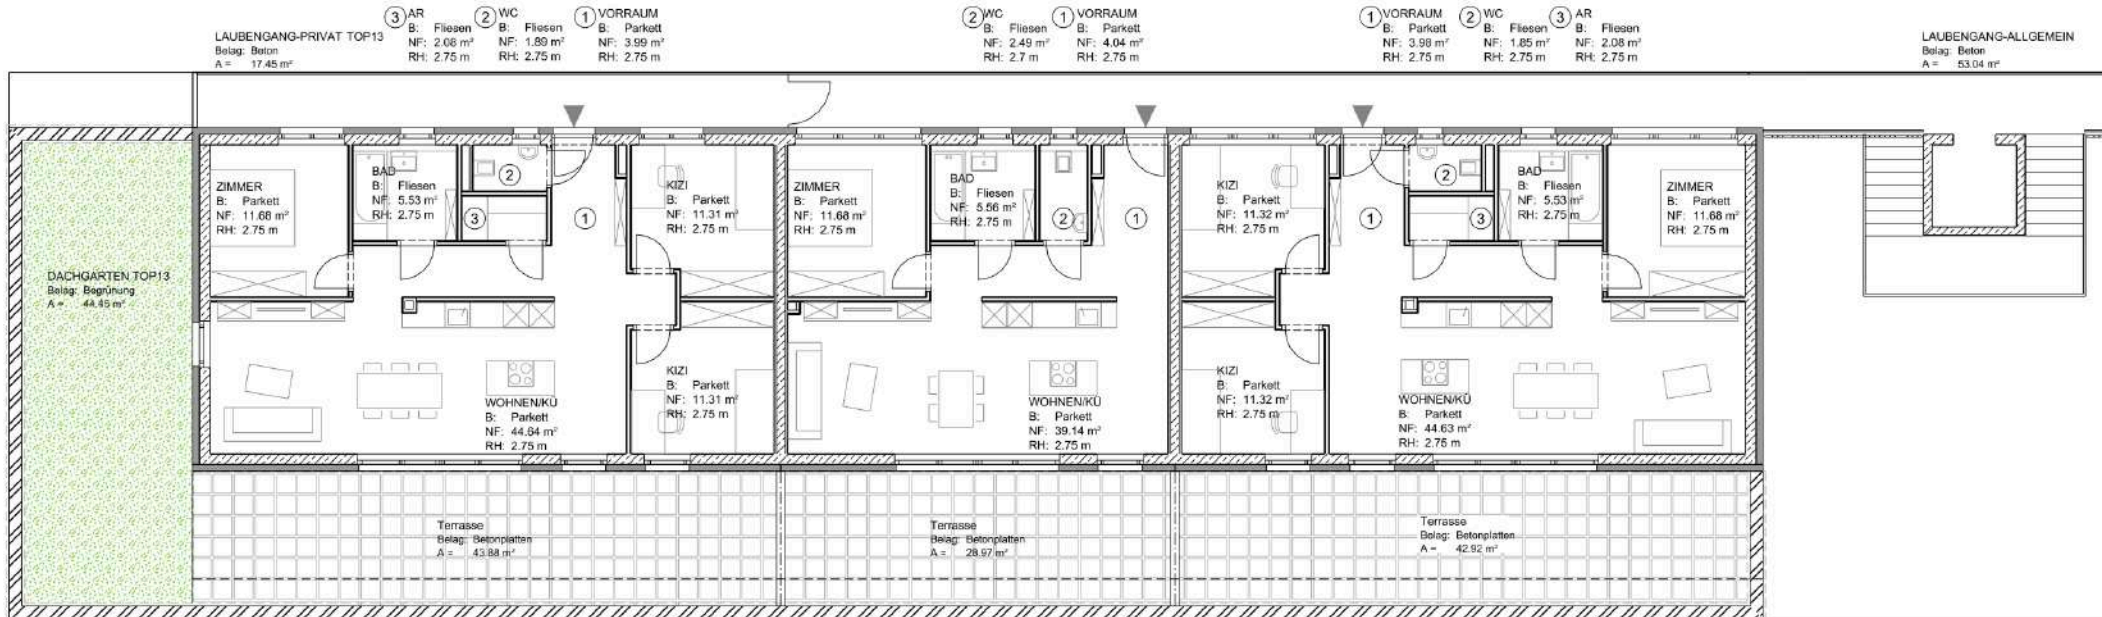 LAUBENGANG-PRIVAT TOP13
Belag: Beton
A = 17.45 m²
3 AR
B: Fliesen
NF: 2.08 m²
RH: 2.75 m
2 WC
B: Fliesen
NF: 1.89 m²
RH: 2.75 m
1 VORRAUM
B: Parkett
NF: 3.99 m²
RH: 2.75 m
2 WC
B: Fliesen
NF: 2.49 m²
RH: 2.7 m
1 VORRAUM
B: Parkett
NF: 4.04 m²
RH: 2.75 m
1 VORRAUM
B: Parkett
NF: 3.98 m²
RH: 2.75 m
2 WC
B: Fliesen
NF: 1.85 m²
RH: 2.75 m
3 AR
B: Fliesen
NF: 2.08 m²
RH: 2.75 m
LAUBENGANG-ALLGEMEIN
Belag: Beton
A = 53.04 m²
ZIMMER
B: Parkett
NF: 11.68 m²
RH: 2.75 m
BAD
B: Fliesen
NF: 5.53 m²
RH: 2.75 m
2
3
1
KIZI
B: Parkett
NF: 11.31 m²
RH: 2.75 m
ZIMMER
B: Parkett
NF: 11.68 m²
RH: 2.75 m
BAD
B: Fliesen
NF: 5.56 m²
RH: 2.75 m
2
1
KIZI
B: Parkett
NF: 11.32 m²
RH: 2.75 m
1
2
3
BAD
B: Fliesen
NF: 5.53 m²
RH: 2.75 m
ZIMMER
B: Parkett
NF: 11.68 m²
RH: 2.75 m
DACHGARTEN TOP13
Belag: Begrünung
A = 44.45 m²
WOHNEN/KÜ
B: Parkett
NF: 44.64 m²
RH: 2.75 m
KIZI
B: Parkett
NF: 11.31 m²
RH: 2.75 m
WOHNEN/KÜ
B: Parkett
NF: 39.14 m²
RH: 2.75 m
KIZI
B: Parkett
NF: 11.32 m²
RH: 2.75 m
WOHNEN/KÜ
B: Parkett
NF: 44.63 m²
RH: 2.75 m
Terrasse
Belag: Betonplatten
A = 43.88 m²
Terrasse
Belag: Betonplatten
A = 28.97 m²
Terrasse
Belag: Betonplatten
A = 42.92 m²